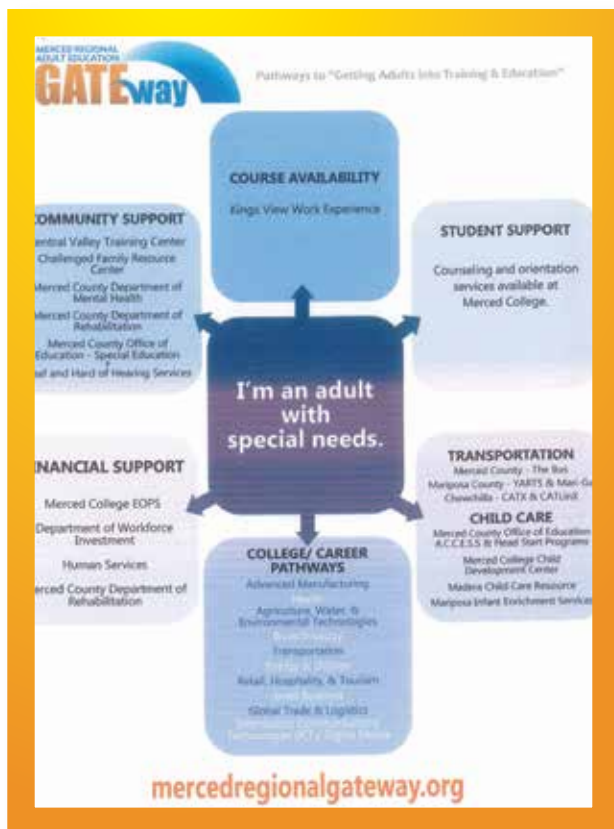 MERCED REGIONAL
ADULT EDUCATION
GATEway
Pathways to "Getting Adults Into Training & Education"
COURSE AVAILABILITY
Kings View Work Experience
COMMUNITY SUPPORT
entral Valley Training Center
Challenged Family Resource
Center
Merced County Department of
Mental Health
Merced County Department of
Rehabilitation
Merced County Office of
Education - Special Education
eaf and Hard of Hearing Services
STUDENT SUPPORT
Counseling and orientation
services available at
Merced College.
I'm an adult
with
special needs.
INANCIAL SUPPORT
Merced College EOPS
Department of Workforce
Investment
Human Services
erced County Department of
Rehabilitation
TRANSPORTATION
Merced County - The Bus
Mariposa County - YARTS & Mari-Go
Chowchilla - CATX & CATLinX
CHILD CARE
Merced County Office of Education
A.C.C.E.S.S & Head Start Programs
Merced College Child
Development Center
Madera Child Care Resource
Mariposa Infant Enrichment Services
COLLEGE/ CAREER
PATHWAYS
Advanced Manufacturing
Health
Agriculture, Water, &
Environmental Technologies
Transportation
Retail, Hospitality, & Tourism
Small Business
Global Trade & Logistics
mercedregionalgateway.org